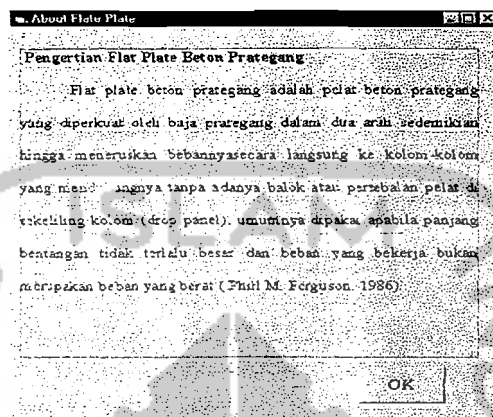 About Flate Plate
Pengertian Flat Plate Beton Prategang
Flat plate beton prategang adalah pelat beton prategang
yang diperkuat oleh baja prategang dalam dua arah sedemikian
hingga meneruskan bebannyasecara langsung ke kolom-kolom
yang tanpa adanya balok atau pertebalan pelat di
sekeliling kolom (drop panel), umumnya dipakai apabila panjang
bentangan tidak terlalu besar dan beban yang bekerja bukan
merupakan beban yang berat ( Phil M. Ferguson, 1986)
OK
ISLAM